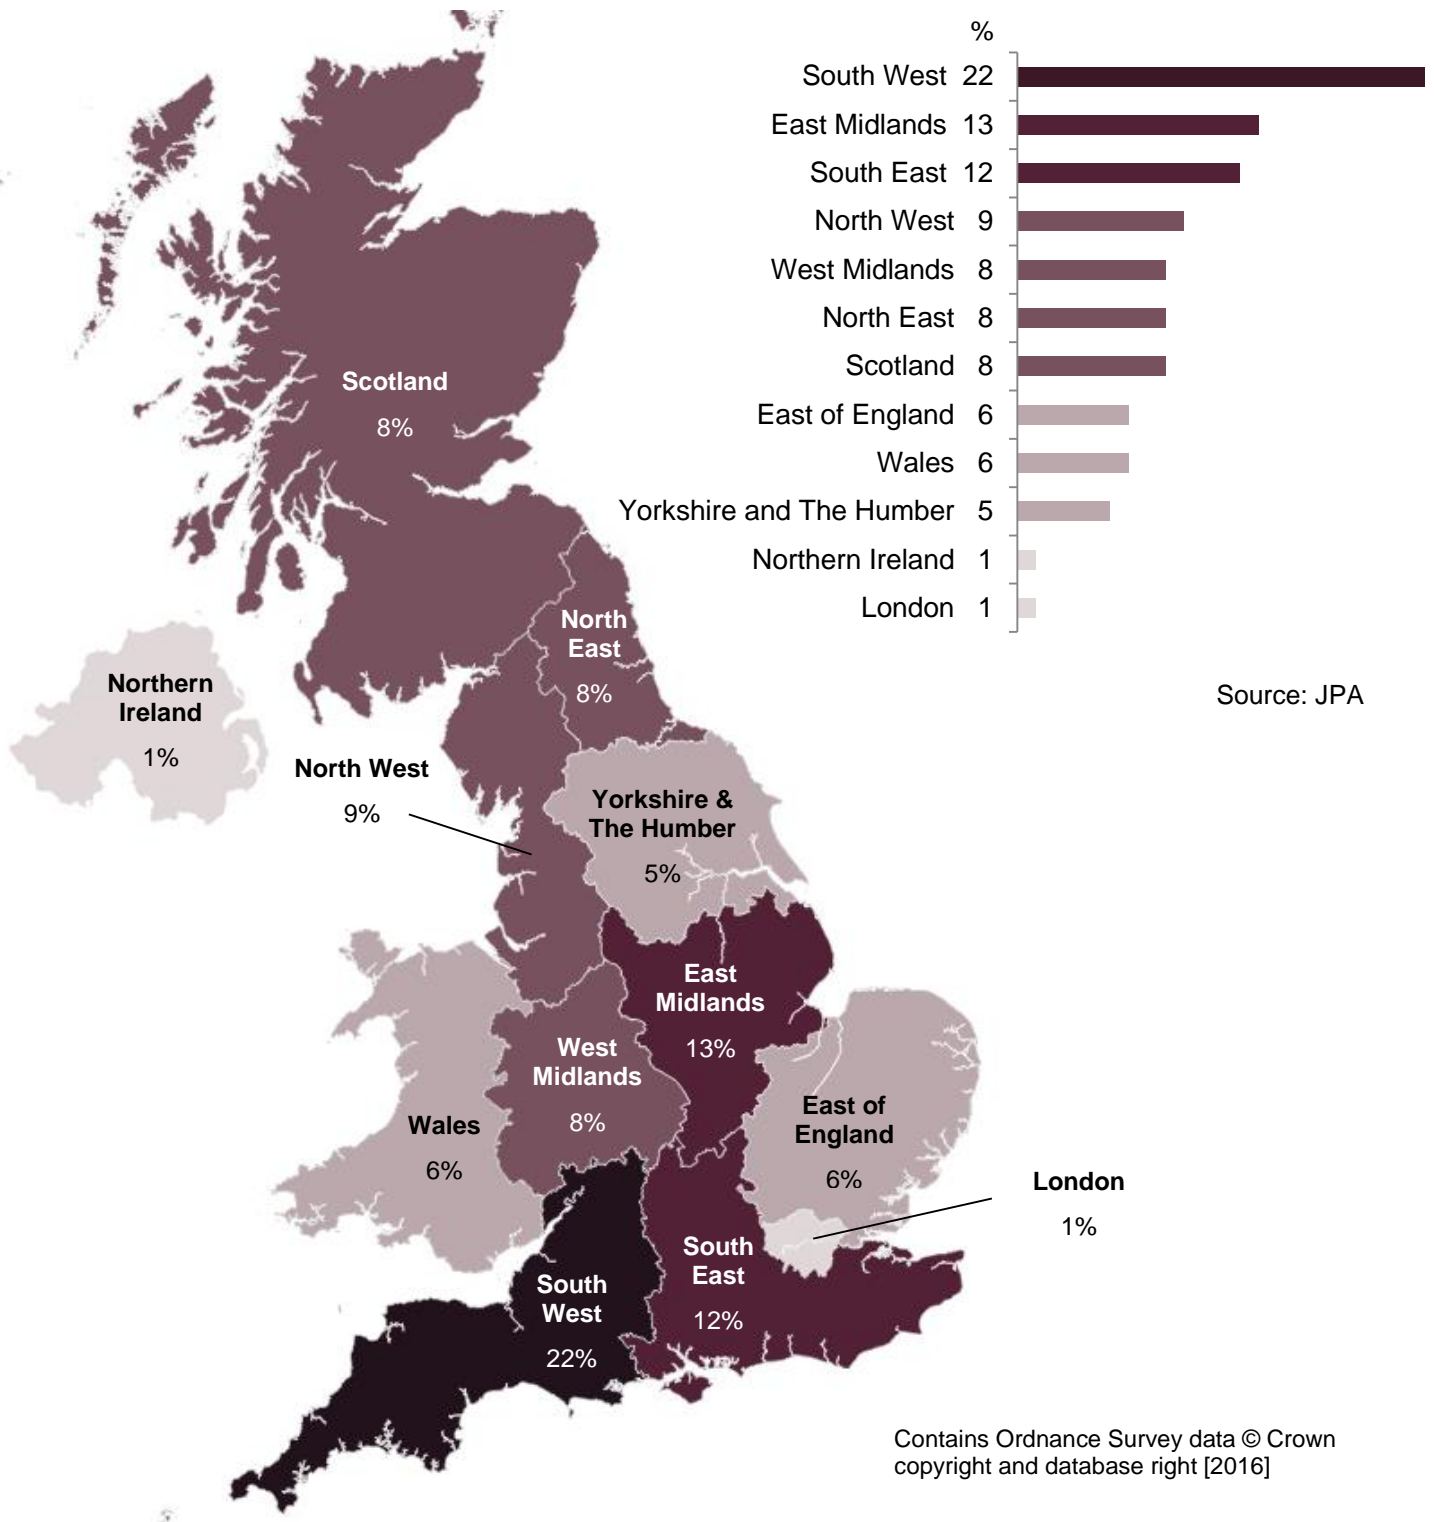 %
South West 22
East Midlands 13
South East 12
North West 9
West Midlands 8
North East 8
Scotland 8
East of England 6
Wales 6
Yorkshire and The Humber 5
Northern Ireland 1
London 1
Source: JPA
Scotland
8%
North
East
8%
Northern
Ireland
1%
North West
9%
Yorkshire &
The Humber
5%
East
Midlands
13%
West
Midlands
8%
Wales
6%
East of
England
6%
London
1%
South
East
12%
South
West
22%
Contains Ordnance Survey data © Crown
copyright and database right [2016]